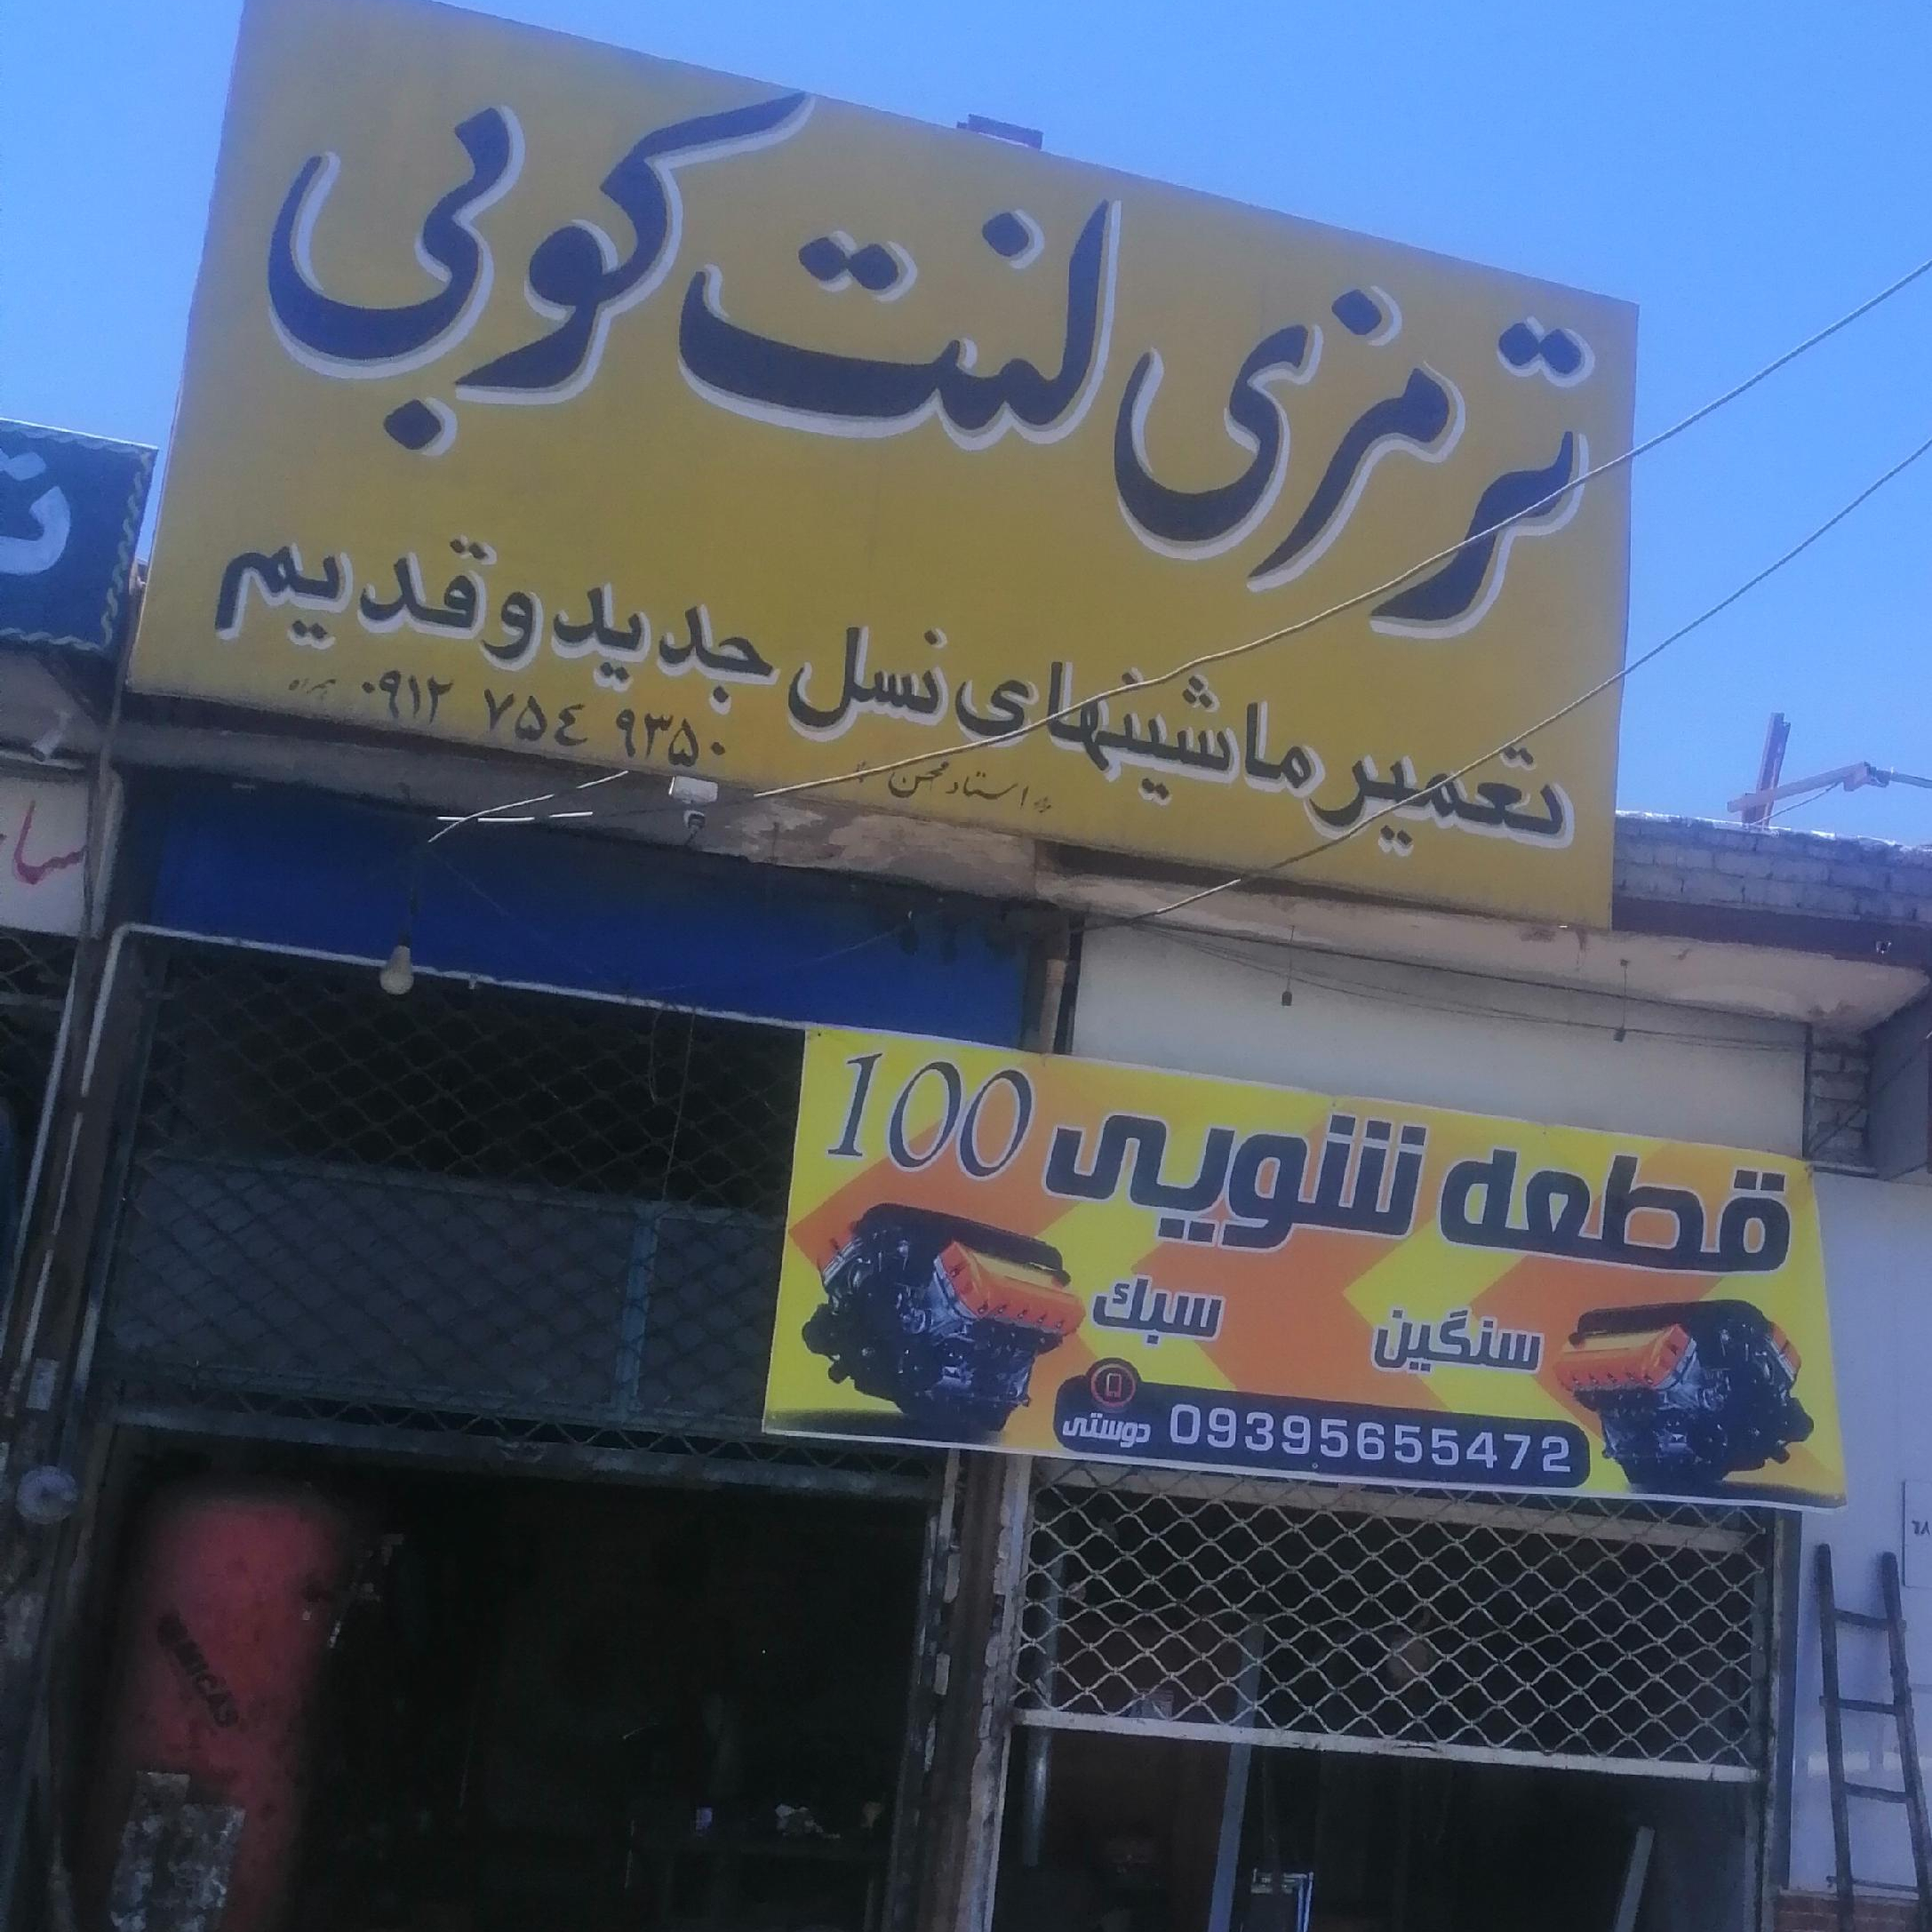 ترمزی لنت کوبی
تعمیر ماشینهای نسل جدید و قدیم
همراه ۰۹۱۲ ۷۵۴ ۹۳۵۰
استاد محسن
قطعه شویی 100
سنگین سبک
09395655472 دوستی